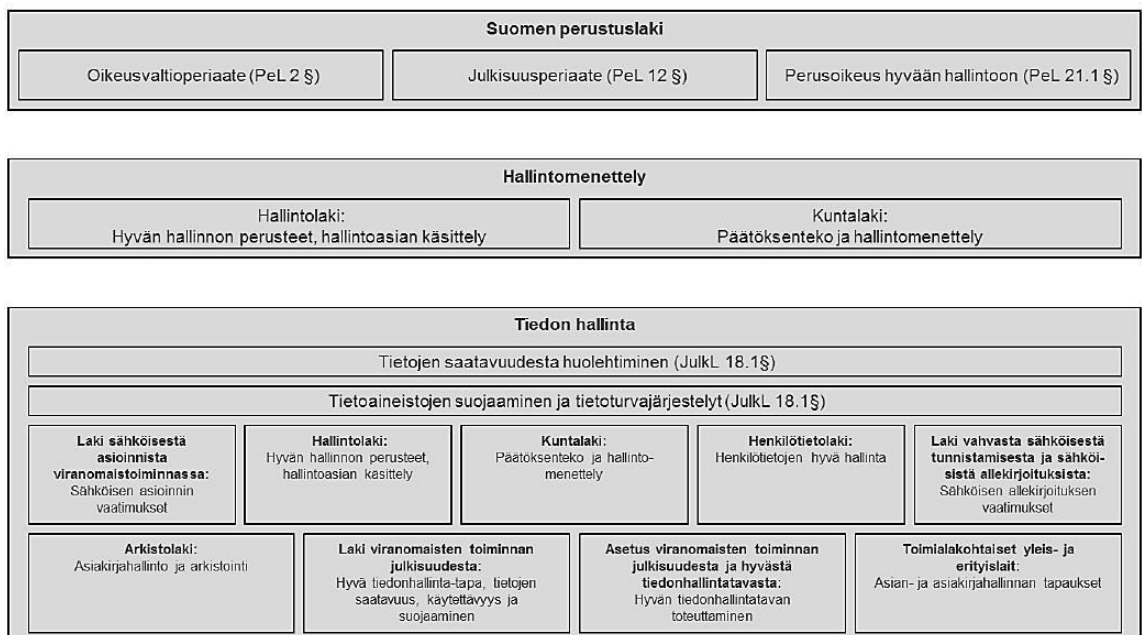 Suomen perustuslaki
Oikeusvaltioperiaate (PeL 2 §)
Julkisuusperiaate (PeL 12 §)
Perusoikeus hyvään hallintoon (PeL 21.1 §)
Hallintomenettely
Hallintolaki:
Hyvän hallinnon perusteet, hallintoasian käsittely
Kuntalaki:
Päätöksenteko ja hallintomenettely
Tiedon hallinta
Tietojen saatavuudesta huolehtiminen (JulkL 18.1§)
Tietoaineistojen suojaaminen ja tietoturvajärjestelyt (JulkL 18.1§)
Laki sähköisestä
asioinnista
viranomaistoiminnassa:
Sähköisen asioinnin
vaatimukset
Hallintolaki:
Hyvän hallinnon perusteet,
hallintoasian käsittely
Kuntalaki:
Päätöksenteko ja hallinto-
menettely
Henkilötietolaki:
Henkilötietojen hyvä hallinta
Laki vahvasta sähköisestä
tunnistamisesta ja sähköi-
sistä allekirjoituksista:
Sähköisen allekirjoituksen
vaatimukset
Arkistolaki:
Asiakirjahallinto ja arkistointi
Laki viranomaisten toiminnan
julkisuudesta:
Hyvä tiedonhallinta-tapa, tietojen
saatavuus, käytettävyys ja
suojaaminen
Asetus viranomaisten toiminnan
julkisuudesta ja hyvästä
tiedonhallintatavasta:
Hyvän tiedonhallintatavan
toteuttaminen
Toimialakohtaiset yleis- ja
erityislait:
Asian- ja asiakirjahallinnan tapaukset